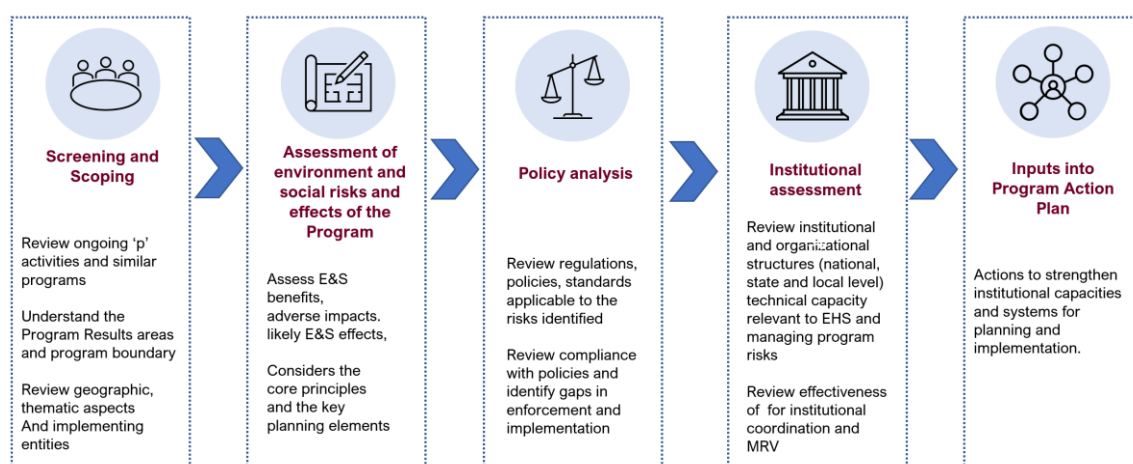 Screening and
Scoping
Review ongoing ‘p’
activities and similar
programs
Understand the
Program Results areas
and program boundary
Review geographic,
thematic aspects
And implementing
entities
Assessment of
environment and
social risks and
effects of the
Program
Assess E&S
benefits,
adverse impacts.
likely E&S effects,
Considers the
core principles
and the key
planning elements
Policy analysis
Review regulations,
policies, standards
applicable to the
risks identified
Review compliance
with policies and
identify gaps in
enforcement and
implementation
Institutional
assessment
Review institutional
and organizational
structures (national,
state and local level)
technical capacity
relevant to EHS and
managing program
risks
Review effectiveness
of for institutional
coordination and
MRV
Inputs into
Program Action
Plan
Actions to strengthen
institutional capacities
and systems for
planning and
implementation.